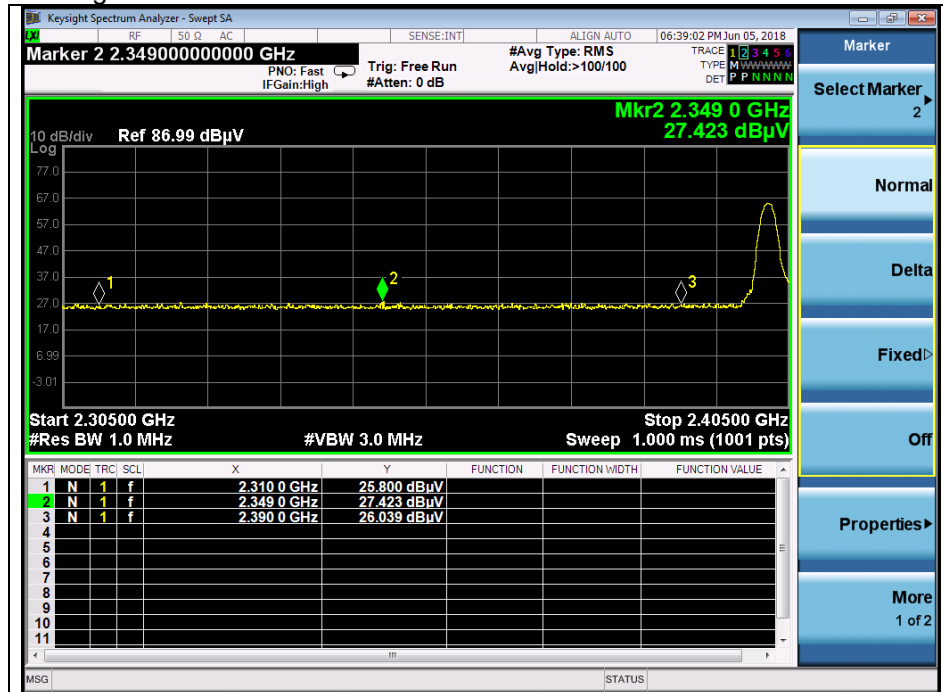 Keysight Spectrum Analyzer - Swept SA
LXI RF 50 Ω AC SENSE:INT ALIGN AUTO 06:39:02 PM Jun 05, 2018
Marker 2 2.349000000000 GHz
PNO: Fast
IFGain:High
Trig: Free Run
#Atten: 0 dB
#Avg Type: RMS
Avg|Hold:>100/100
TRACE 1 2 3 4 5 6
TYPE M W W W W W
DET P P N N N N
Mkr2 2.349 0 GHz
27.423 dBµV
10 dB/div Ref 86.99 dBµV
Log
77.0
67.0
57.0
47.0
37.0
27.0
17.0
6.99
-3.01
1
2
3
Start 2.30500 GHz Stop 2.40500 GHz
#Res BW 1.0 MHz #VBW 3.0 MHz Sweep 1.000 ms (1001 pts)
MKR MODE TRC SCL X Y FUNCTION FUNCTION WIDTH FUNCTION VALUE
1 N 1 f 2.310 0 GHz 25.800 dBµV
2 N 1 f 2.349 0 GHz 27.423 dBµV
3 N 1 f 2.390 0 GHz 26.039 dBµV
4
5
6
7
8
9
10
11
MSG STATUS
Marker
Select Marker
2
Normal
Delta
Fixed
Off
Properties
More
1 of 2